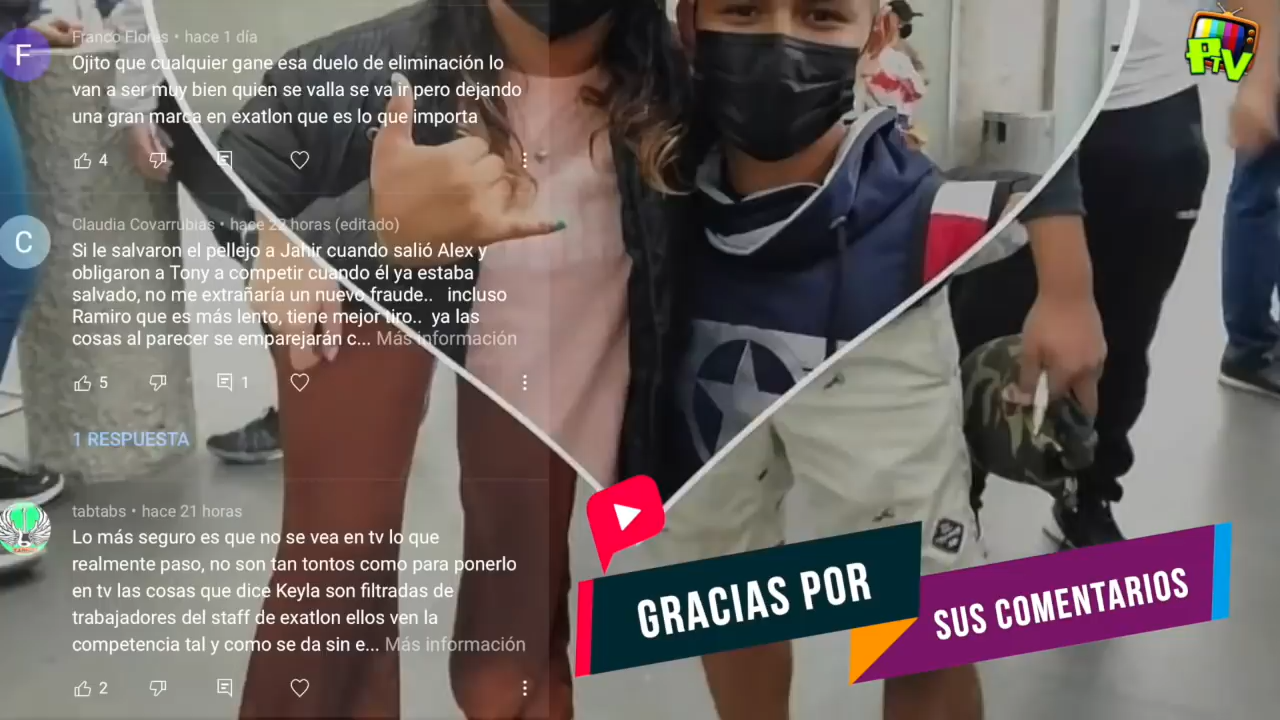 Franco Flores • hace 1 día
Ojito que cualquier gane esa duelo de eliminación lo
van a ser muy bien quien se valla se va ir pero dejando
una gran marca en exatlon que es lo que importa
4
Claudia Covarrubias • hace 22 horas (editado)
Si le salvaron el pellejo a Jahir cuando salió Alex y
obligaron a Tony a competir cuando él ya estaba
salvado, no me extrañaría un nuevo fraude.. incluso
Ramiro que es más lento, tiene mejor tiro.. ya las
cosas al parecer se emparejarán c... Más información
5 1
1 RESPUESTA
tabtabs • hace 21 horas
Lo más seguro es que no se vea en tv lo que
realmente paso, no son tan tontos como para ponerlo
en tv las cosas que dice Keyla son filtradas de
trabajadores del staff de exatlon ellos ven la
competencia tal y como se da sin e... Más información
2
F
C
PTV
GRACIAS POR
SUS COMENTARIOS